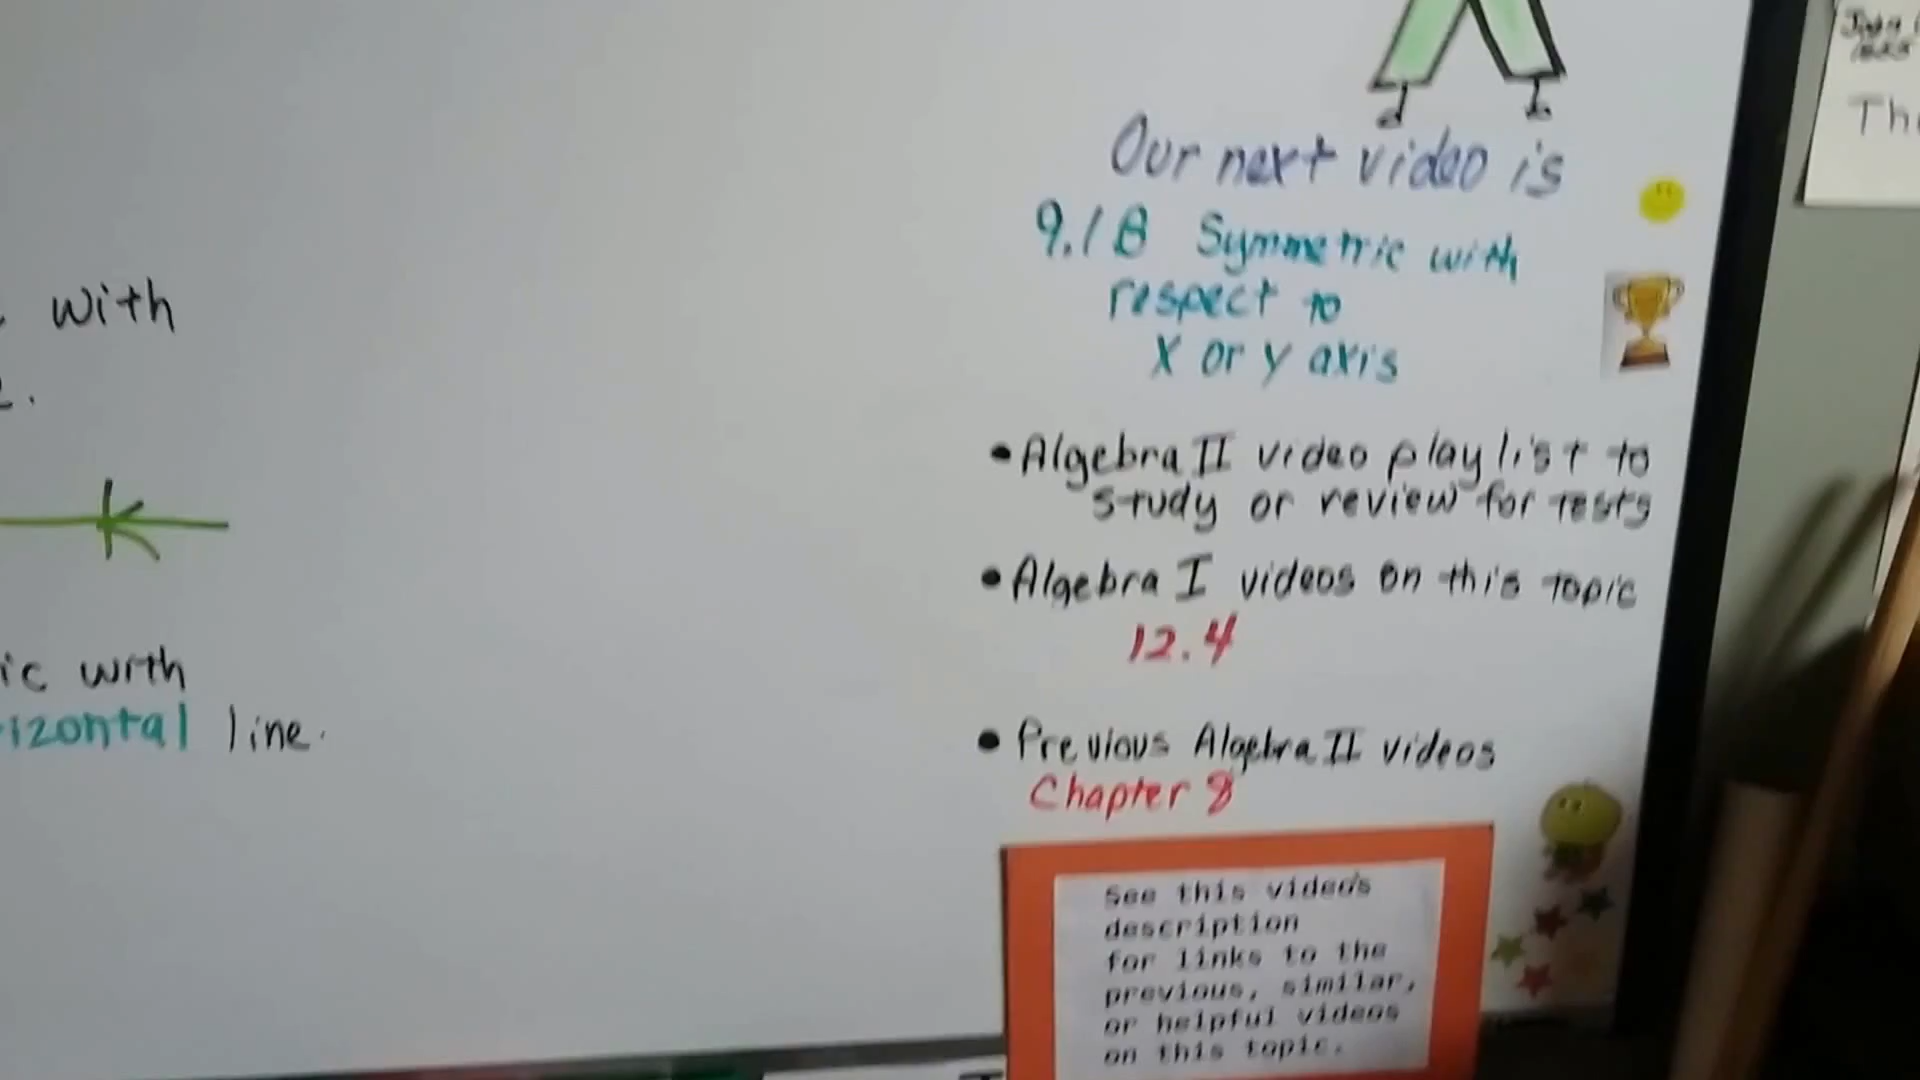 with
ic with
izontal line.
Our next video is
9.1B Symmetric with
respect to
X or y axis
• Algebra II video playlist to
study or review for tests
• Algebra I videos on this topic
12.4
• Previous Algebra II videos
Chapter 8
See this video's
description
for links to the
previous, similar,
or helpful videos
on this topic.